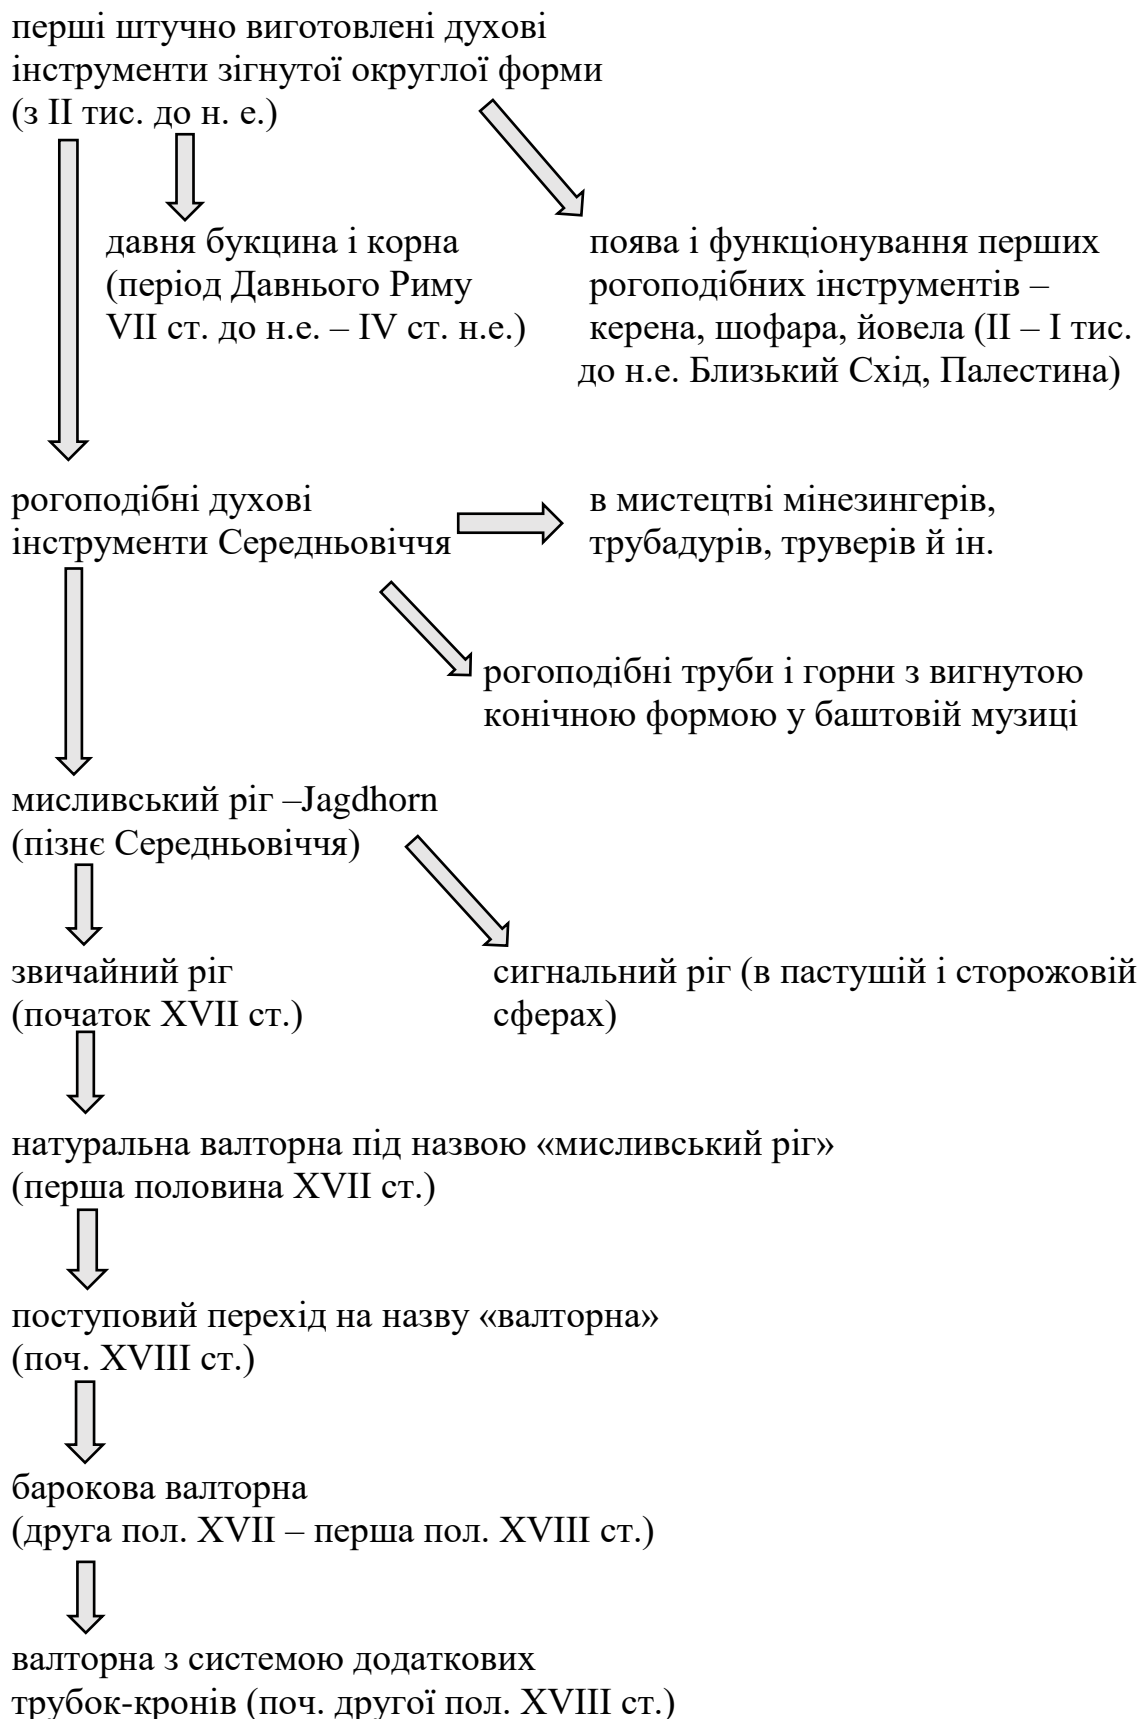 перші штучно виготовлені духові
інструменти зігнутої округлої форми
(з II тис. до н. е.)
давня букцина і корна
(період Давнього Риму
VII ст. до н.е. – IV ст. н.е.)
поява і функціонування перших
рогоподібних інструментів –
керена, шофара, йовела (II – I тис.
до н.е. Близький Схід, Палестина)
рогоподібні духові
інструменти Середньовіччя
в мистецтві мінезингерів,
трубадурів, труверів й ін.
рогоподібні труби і горни з вигнутою
конічною формою у баштовій музиці
мисливський ріг –Jagdhorn
(пізнє Середньовіччя)
звичайний ріг
(початок XVII ст.)
сигнальний ріг (в пастушій і сторожовій
сферах)
натуральна валторна під назвою «мисливський ріг»
(перша половина XVII ст.)
поступовий перехід на назву «валторна»
(поч. XVIII ст.)
барокова валторна
(друга пол. XVII – перша пол. XVIII ст.)
валторна з системою додаткових
трубок-кронів (поч. другої пол. XVIII ст.)